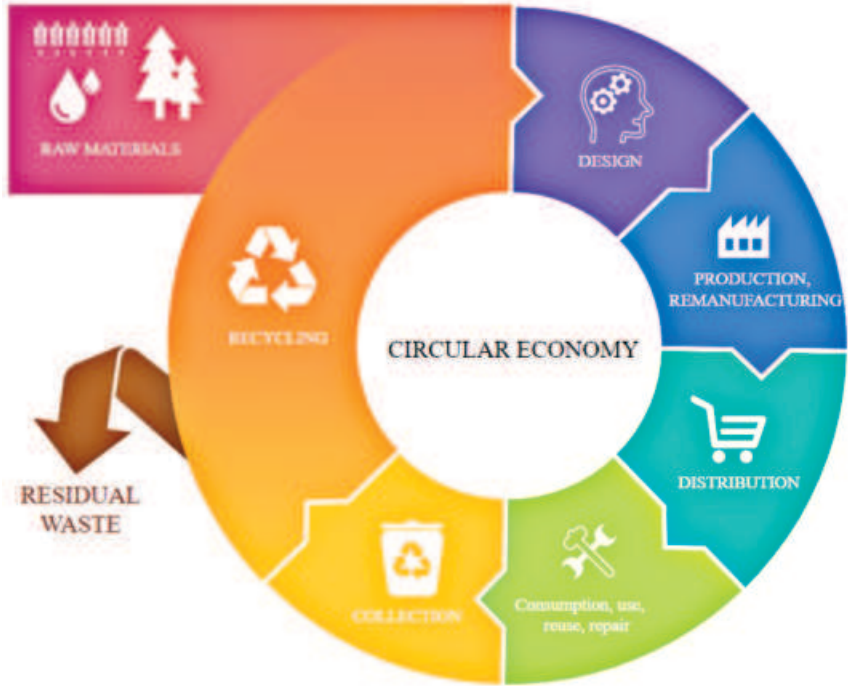 RAW MATERIALS
DESIGN
PRODUCTION,
REMANUFACTURING
RECYCLING
CIRCULAR ECONOMY
DISTRIBUTION
RESIDUAL
WASTE
Consumption, use,
reuse, repair
COLLECTION